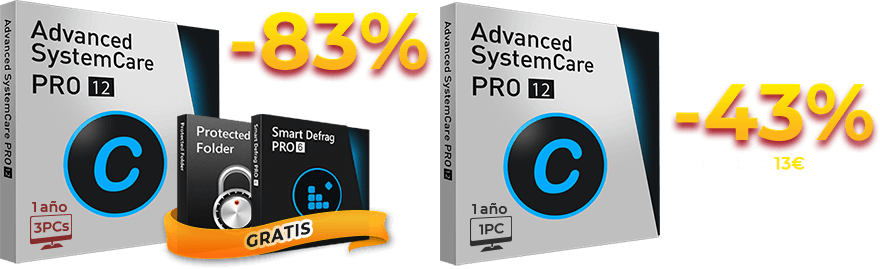 Advanced SystemCare PRO 12
Advanced
SystemCare
PRO 12
C
1 año
3PCs
-83%
Protected Folder
Protected
Folder
Smart Defrag PRO 6
Smart Defrag
PRO 6
GRATIS
Advanced SystemCare PRO 12
Advanced
SystemCare
PRO 12
C
1 año
1PC
-43%
13€